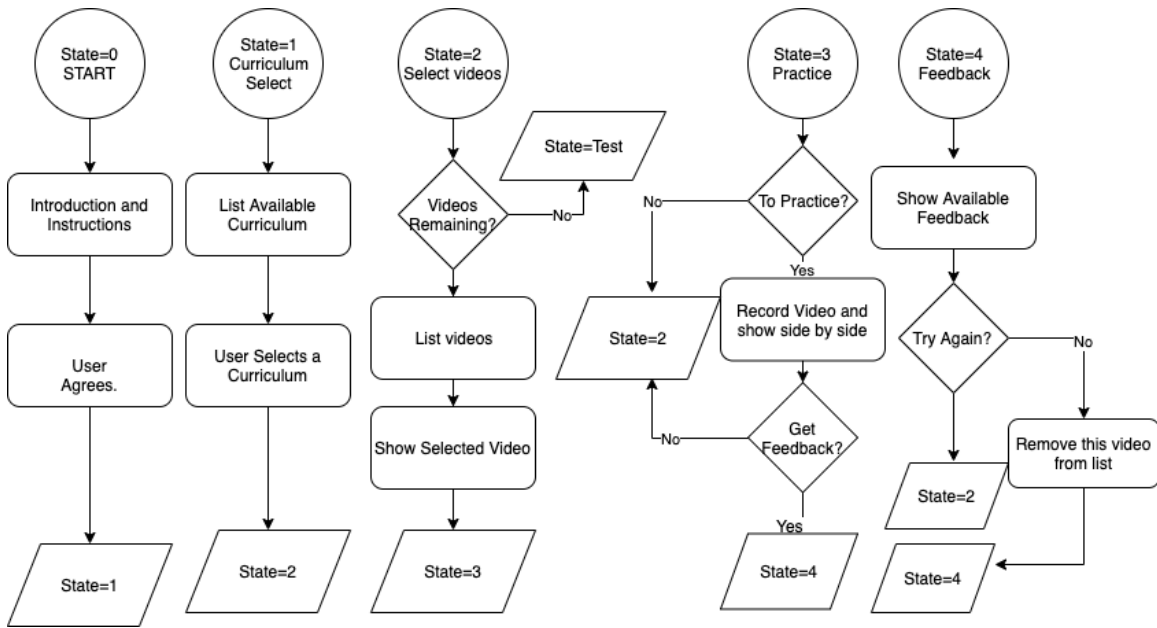 State=0
START
Introduction and
Instructions
User
Agrees.
State=1
State=1
Curriculum
Select
List Available
Curriculum
User Selects a
Curriculum
State=2
State=2
Select videos
Videos
Remaining?
No
State=Test
List videos
Show Selected Video
State=3
State=3
Practice
To Practice?
No
Yes
State=2
Record Video and
show side by side
Get
Feedback?
No
Yes
State=4
State=4
Feedback
Show Available
Feedback
Try Again?
No
Remove this video
from list
State=2
State=4